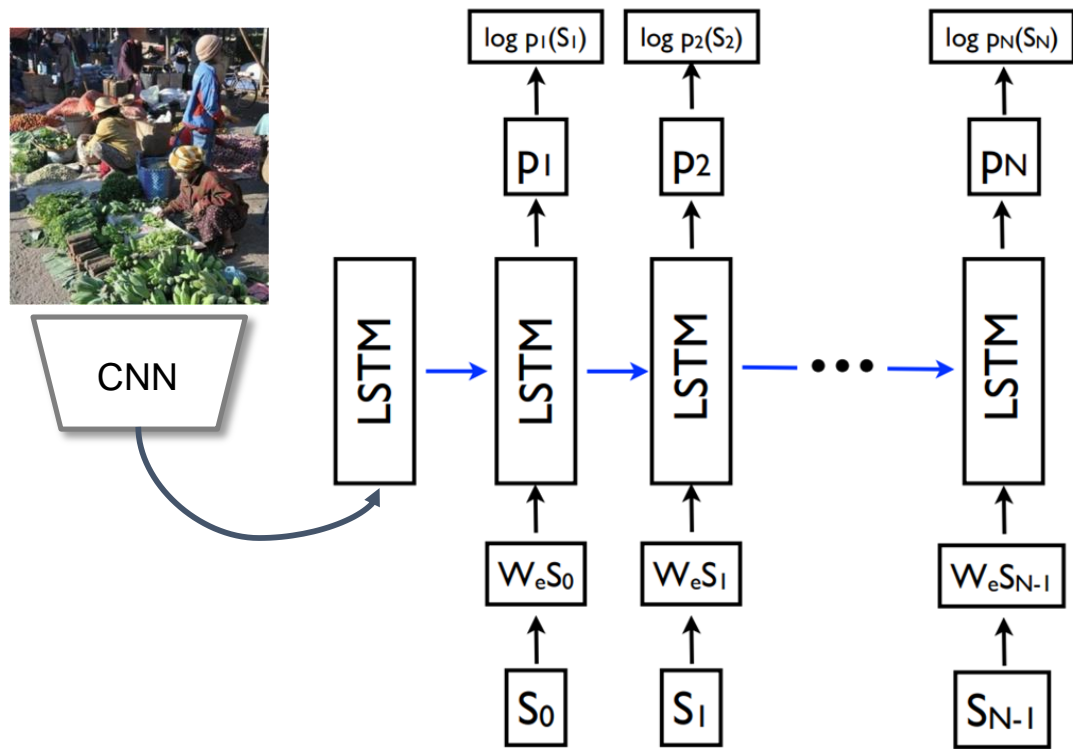 log p₁(S₁) log p₂(S₂) log pN(SN)
p₁ p₂ pN
CNN
LSTM LSTM LSTM ••• LSTM
WₑS₀ WₑS₁ WₑSN-1
S₀ S₁ SN-1